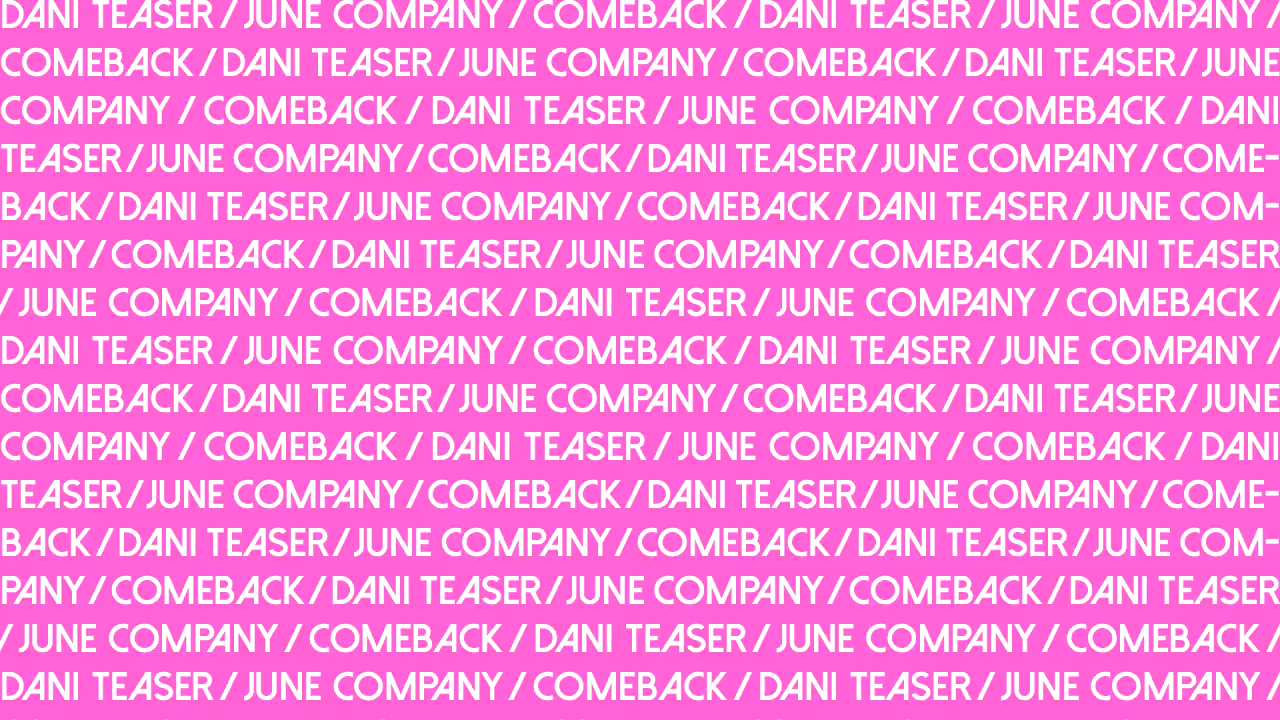 DANI TEASER / JUNE COMPANY / COMEBACK / DANI TEASER / JUNE COMPANY /
COMEBACK / DANI TEASER / JUNE COMPANY / COMEBACK / DANI TEASER / JUNE
COMPANY / COMEBACK / DANI TEASER / JUNE COMPANY / COMEBACK / DANI
TEASER / JUNE COMPANY / COMEBACK / DANI TEASER / JUNE COMPANY / COME-
BACK / DANI TEASER / JUNE COMPANY / COMEBACK / DANI TEASER / JUNE COM-
PANY / COMEBACK / DANI TEASER / JUNE COMPANY / COMEBACK / DANI TEASER
/ JUNE COMPANY / COMEBACK / DANI TEASER / JUNE COMPANY / COMEBACK /
DANI TEASER / JUNE COMPANY / COMEBACK / DANI TEASER / JUNE COMPANY /
COMEBACK / DANI TEASER / JUNE COMPANY / COMEBACK / DANI TEASER / JUNE
COMPANY / COMEBACK / DANI TEASER / JUNE COMPANY / COMEBACK / DANI
TEASER / JUNE COMPANY / COMEBACK / DANI TEASER / JUNE COMPANY / COME-
BACK / DANI TEASER / JUNE COMPANY / COMEBACK / DANI TEASER / JUNE COM-
PANY / COMEBACK / DANI TEASER / JUNE COMPANY / COMEBACK / DANI TEASER
/ JUNE COMPANY / COMEBACK / DANI TEASER / JUNE COMPANY / COMEBACK /
DANI TEASER / JUNE COMPANY / COMEBACK / DANI TEASER / JUNE COMPANY /